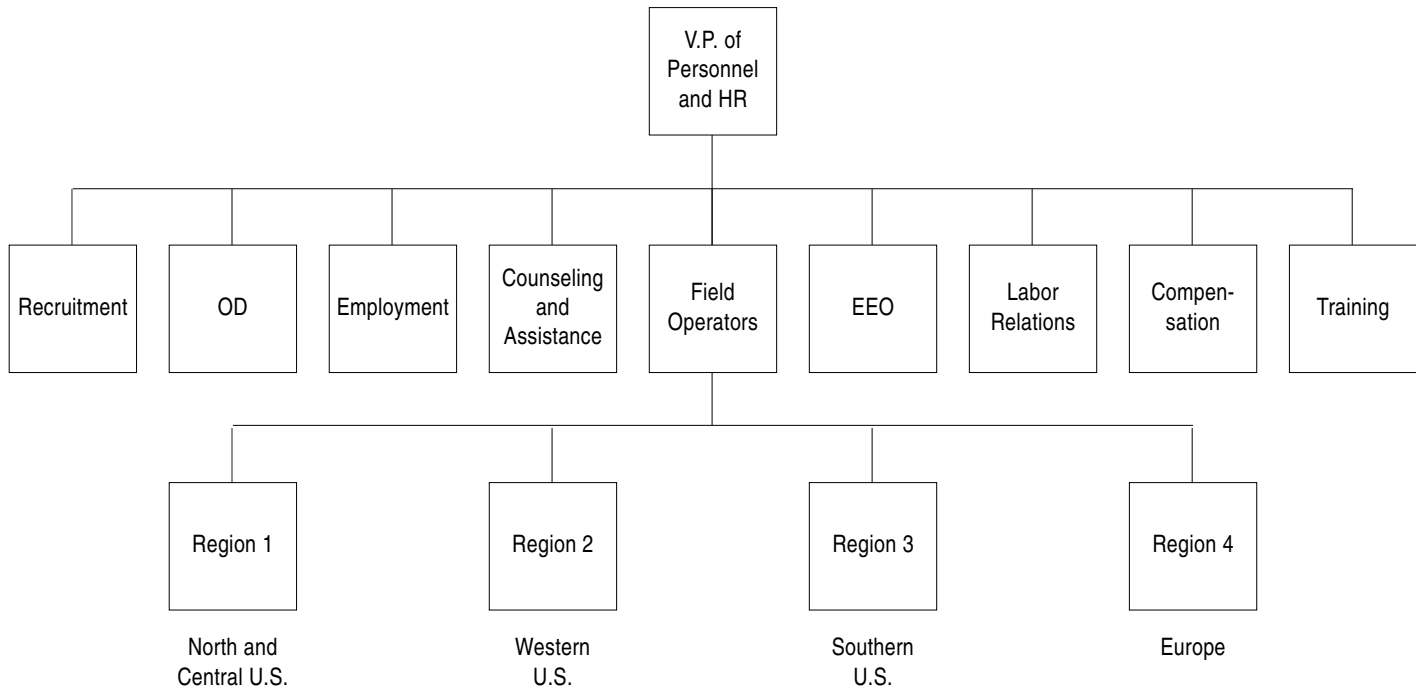 V.P. of
Personnel
and HR
Recruitment
OD
Employment
Counseling
and
Assistance
Field
Operators
EEO
Labor
Relations
Compen-
sation
Training
Region 1
Region 2
Region 3
Region 4
North and
Central U.S.
Western
U.S.
Southern
U.S.
Europe